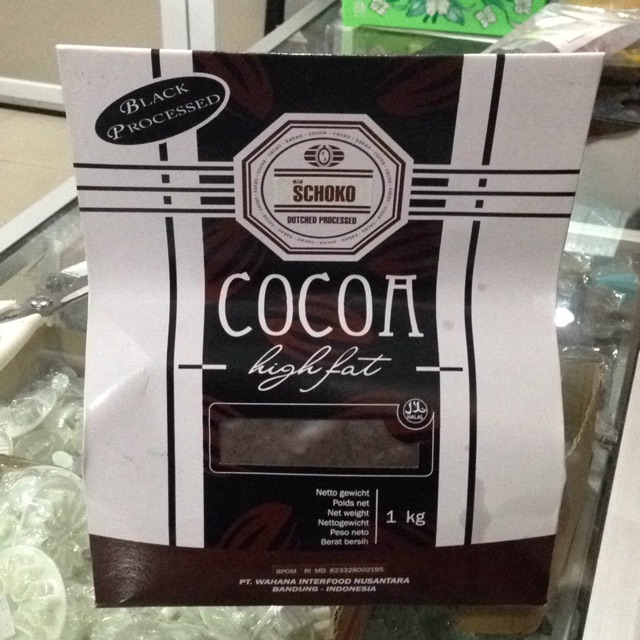 BLACK
PROCESSED
SCHOKO
DUTCHED PROCESSED
COCOA
high fat
حلال
HALAL
Netto gewicht
Poids net
Net weight
Nettogewicht
Peso neto
Berat bersih
1 kg
BPOM RI MD 823328002195
PT. WAHANA INTERFOOD NUSANTARA
BANDUNG - INDONESIA